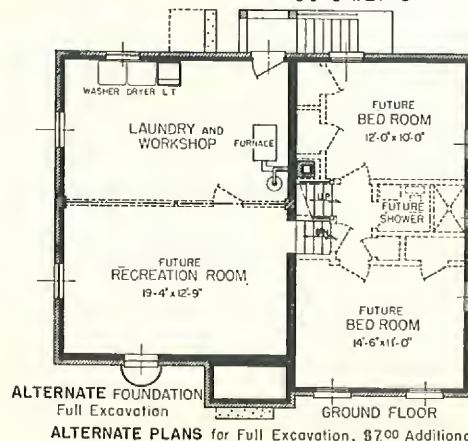 WASHER DRYER L.T.
LAUNDRY AND
WORKSHOP
FURNACE
FUTURE
BED ROOM
12'-0" x 10'-0"
UP
FUTURE
SHOWER
FUTURE
RECREATION ROOM
19-4" x 12'-9"
FUTURE
BED ROOM
14'-6" x 11'-0"
ALTERNATE FOUNDATION
Full Excavation
GROUND FLOOR
ALTERNATE PLANS for Full Excavation, $7.00 Additional